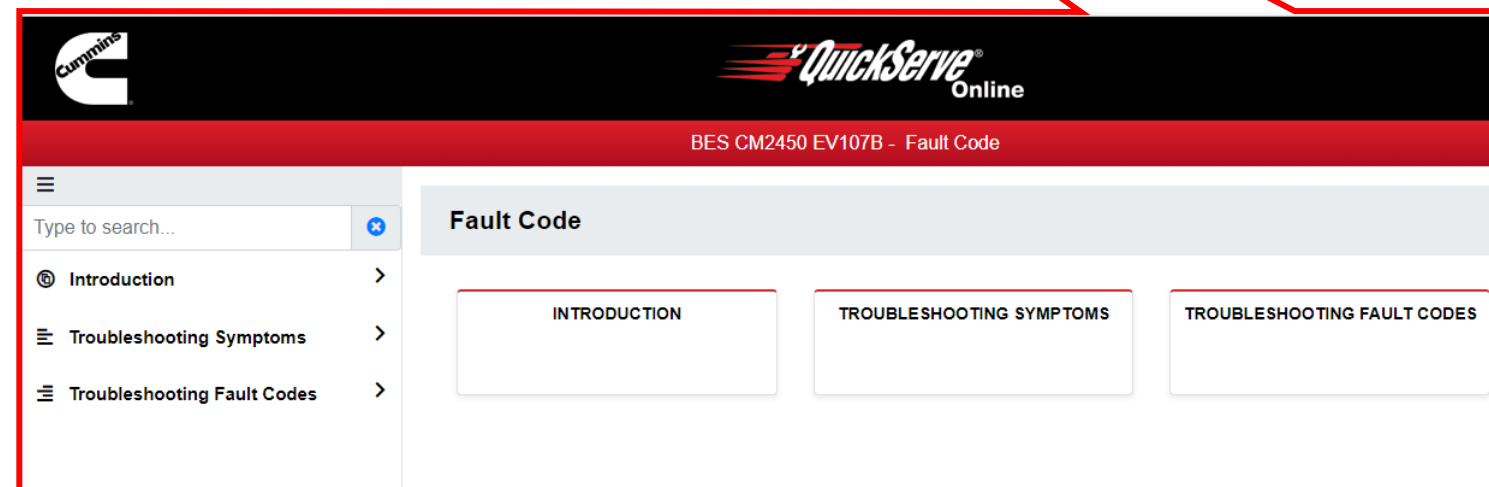 Cummins
QuickServe®
Online
BES CM2450 EV107B - Fault Code
Type to search...
Fault Code
Introduction
Troubleshooting Symptoms
Troubleshooting Fault Codes
INTRODUCTION
TROUBLESHOOTING SYMPTOMS
TROUBLESHOOTING FAULT CODES